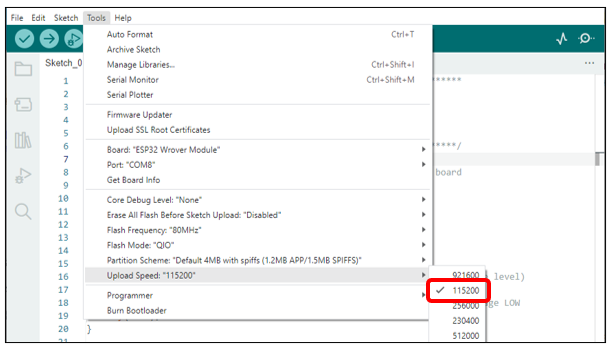 File Edit Sketch Tools Help
Auto Format Ctrl+T
Sketch_0 Archive Sketch
Manage Libraries... Ctrl+Shift+I
Serial Monitor Ctrl+Shift+M
Serial Plotter
Firmware Updater
Upload SSL Root Certificates
Board: "ESP32 Wrover Module"
Port: "COM8"
Get Board Info
Core Debug Level: "None"
Erase All Flash Before Sketch Upload: "Disabled"
Flash Frequency: "80MHz"
Flash Mode: "QIO"
Partition Scheme: "Default 4MB with spiffs (1.2MB APP/1.5MB SPIFFS)"
Upload Speed: "115200"
Programmer
Burn Bootloader
921600
115200
256000
230400
512000
1 ******
2
3
4
5
6 *****/
7
8 board
9
10
11
12
13
14
15
16 level)
17
18 LOW
19
20 }